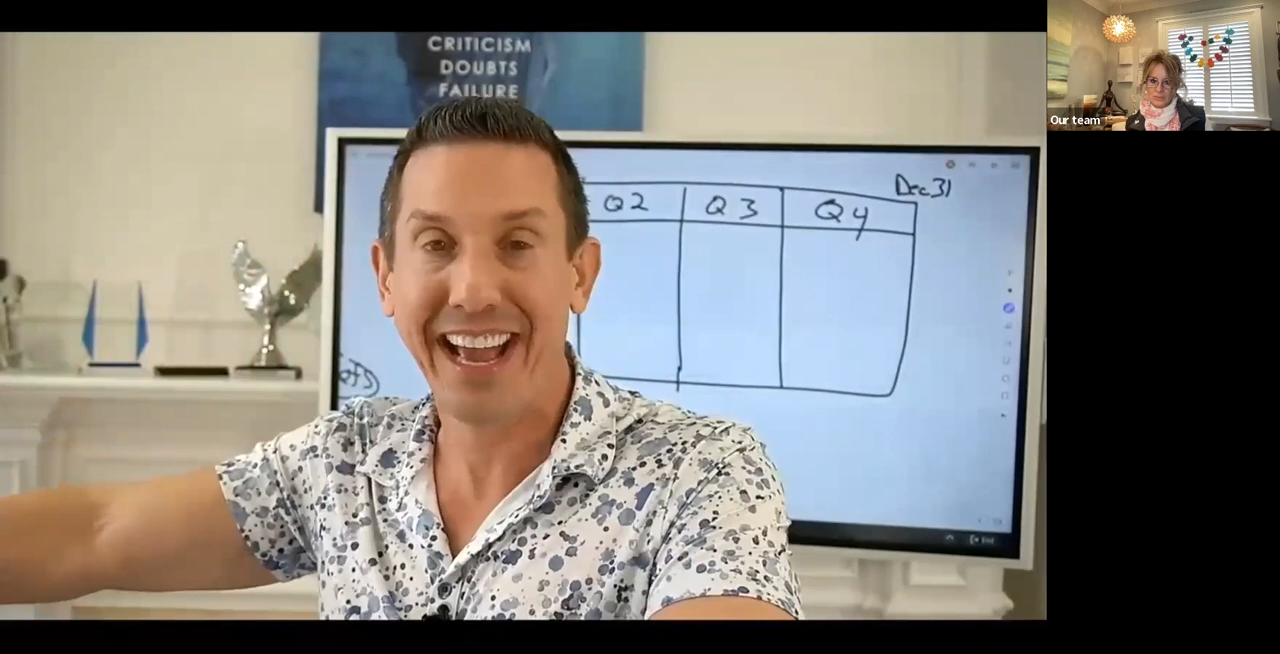 CRITICISM
DOUBTS
FAILURE
Our team
Dec 31
Q2 Q3 Q4